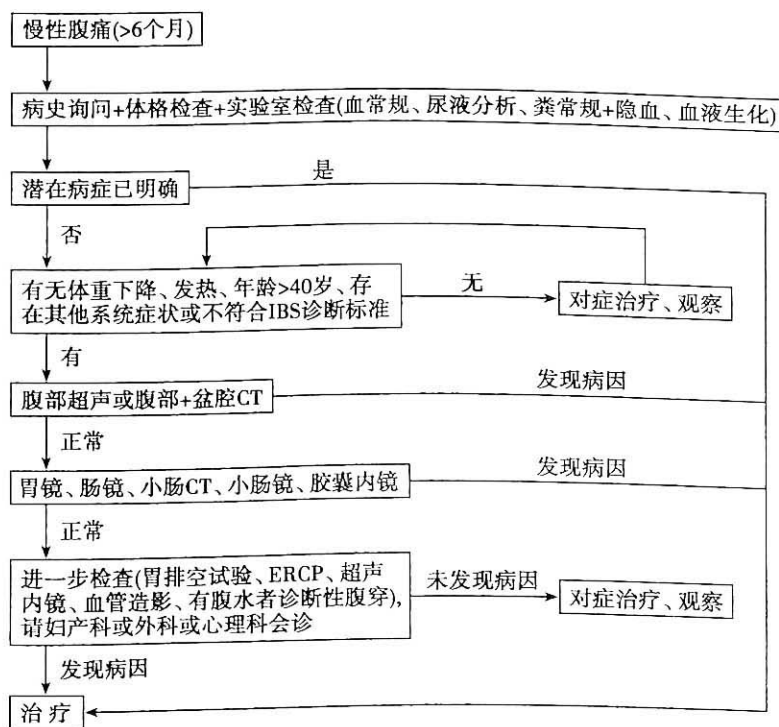 慢性腹痛(>6个月)
病史询问+体格检查+实验室检查(血常规、尿液分析、粪常规+隐血、血液生化)
潜在病症已明确
是
否
有无体重下降、发热、年龄>40岁、存
在其他系统症状或不符合IBS诊断标准
无
对症治疗、观察
有
腹部超声或腹部+盆腔CT
发现病因
正常
胃镜、肠镜、小肠CT、小肠镜、胶囊内镜
发现病因
正常
进一步检查(胃排空试验、ERCP、超声
内镜、血管造影、有腹水者诊断性腹穿),
请妇产科或外科或心理科会诊
未发现病因
对症治疗、观察
发现病因
治疗